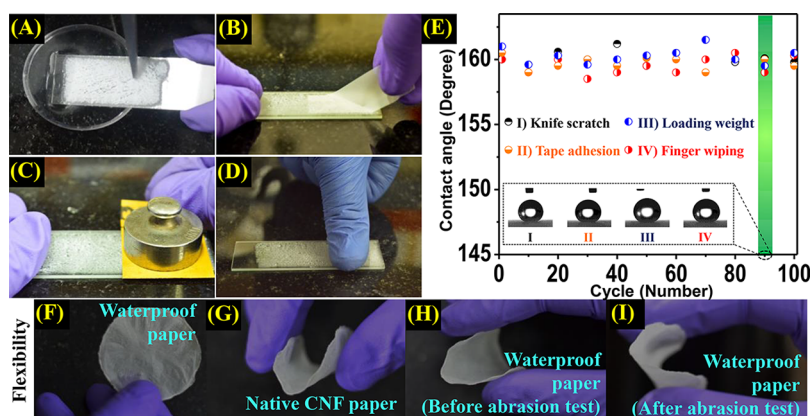 (A)
(B)
(C)
(D)
(E)
Contact angle (Degree)
160
155
150
145
I) Knife scratch
III) Loading weight
II) Tape adhesion
IV) Finger wiping
I
II
III
IV
0
20
40
60
80
100
Cycle (Number)
Flexibility
(F)
Waterproof
paper
(G)
Native CNF paper
(H)
Waterproof
paper
(Before abrasion test)
(I)
Waterproof
paper
(After abrasion test)